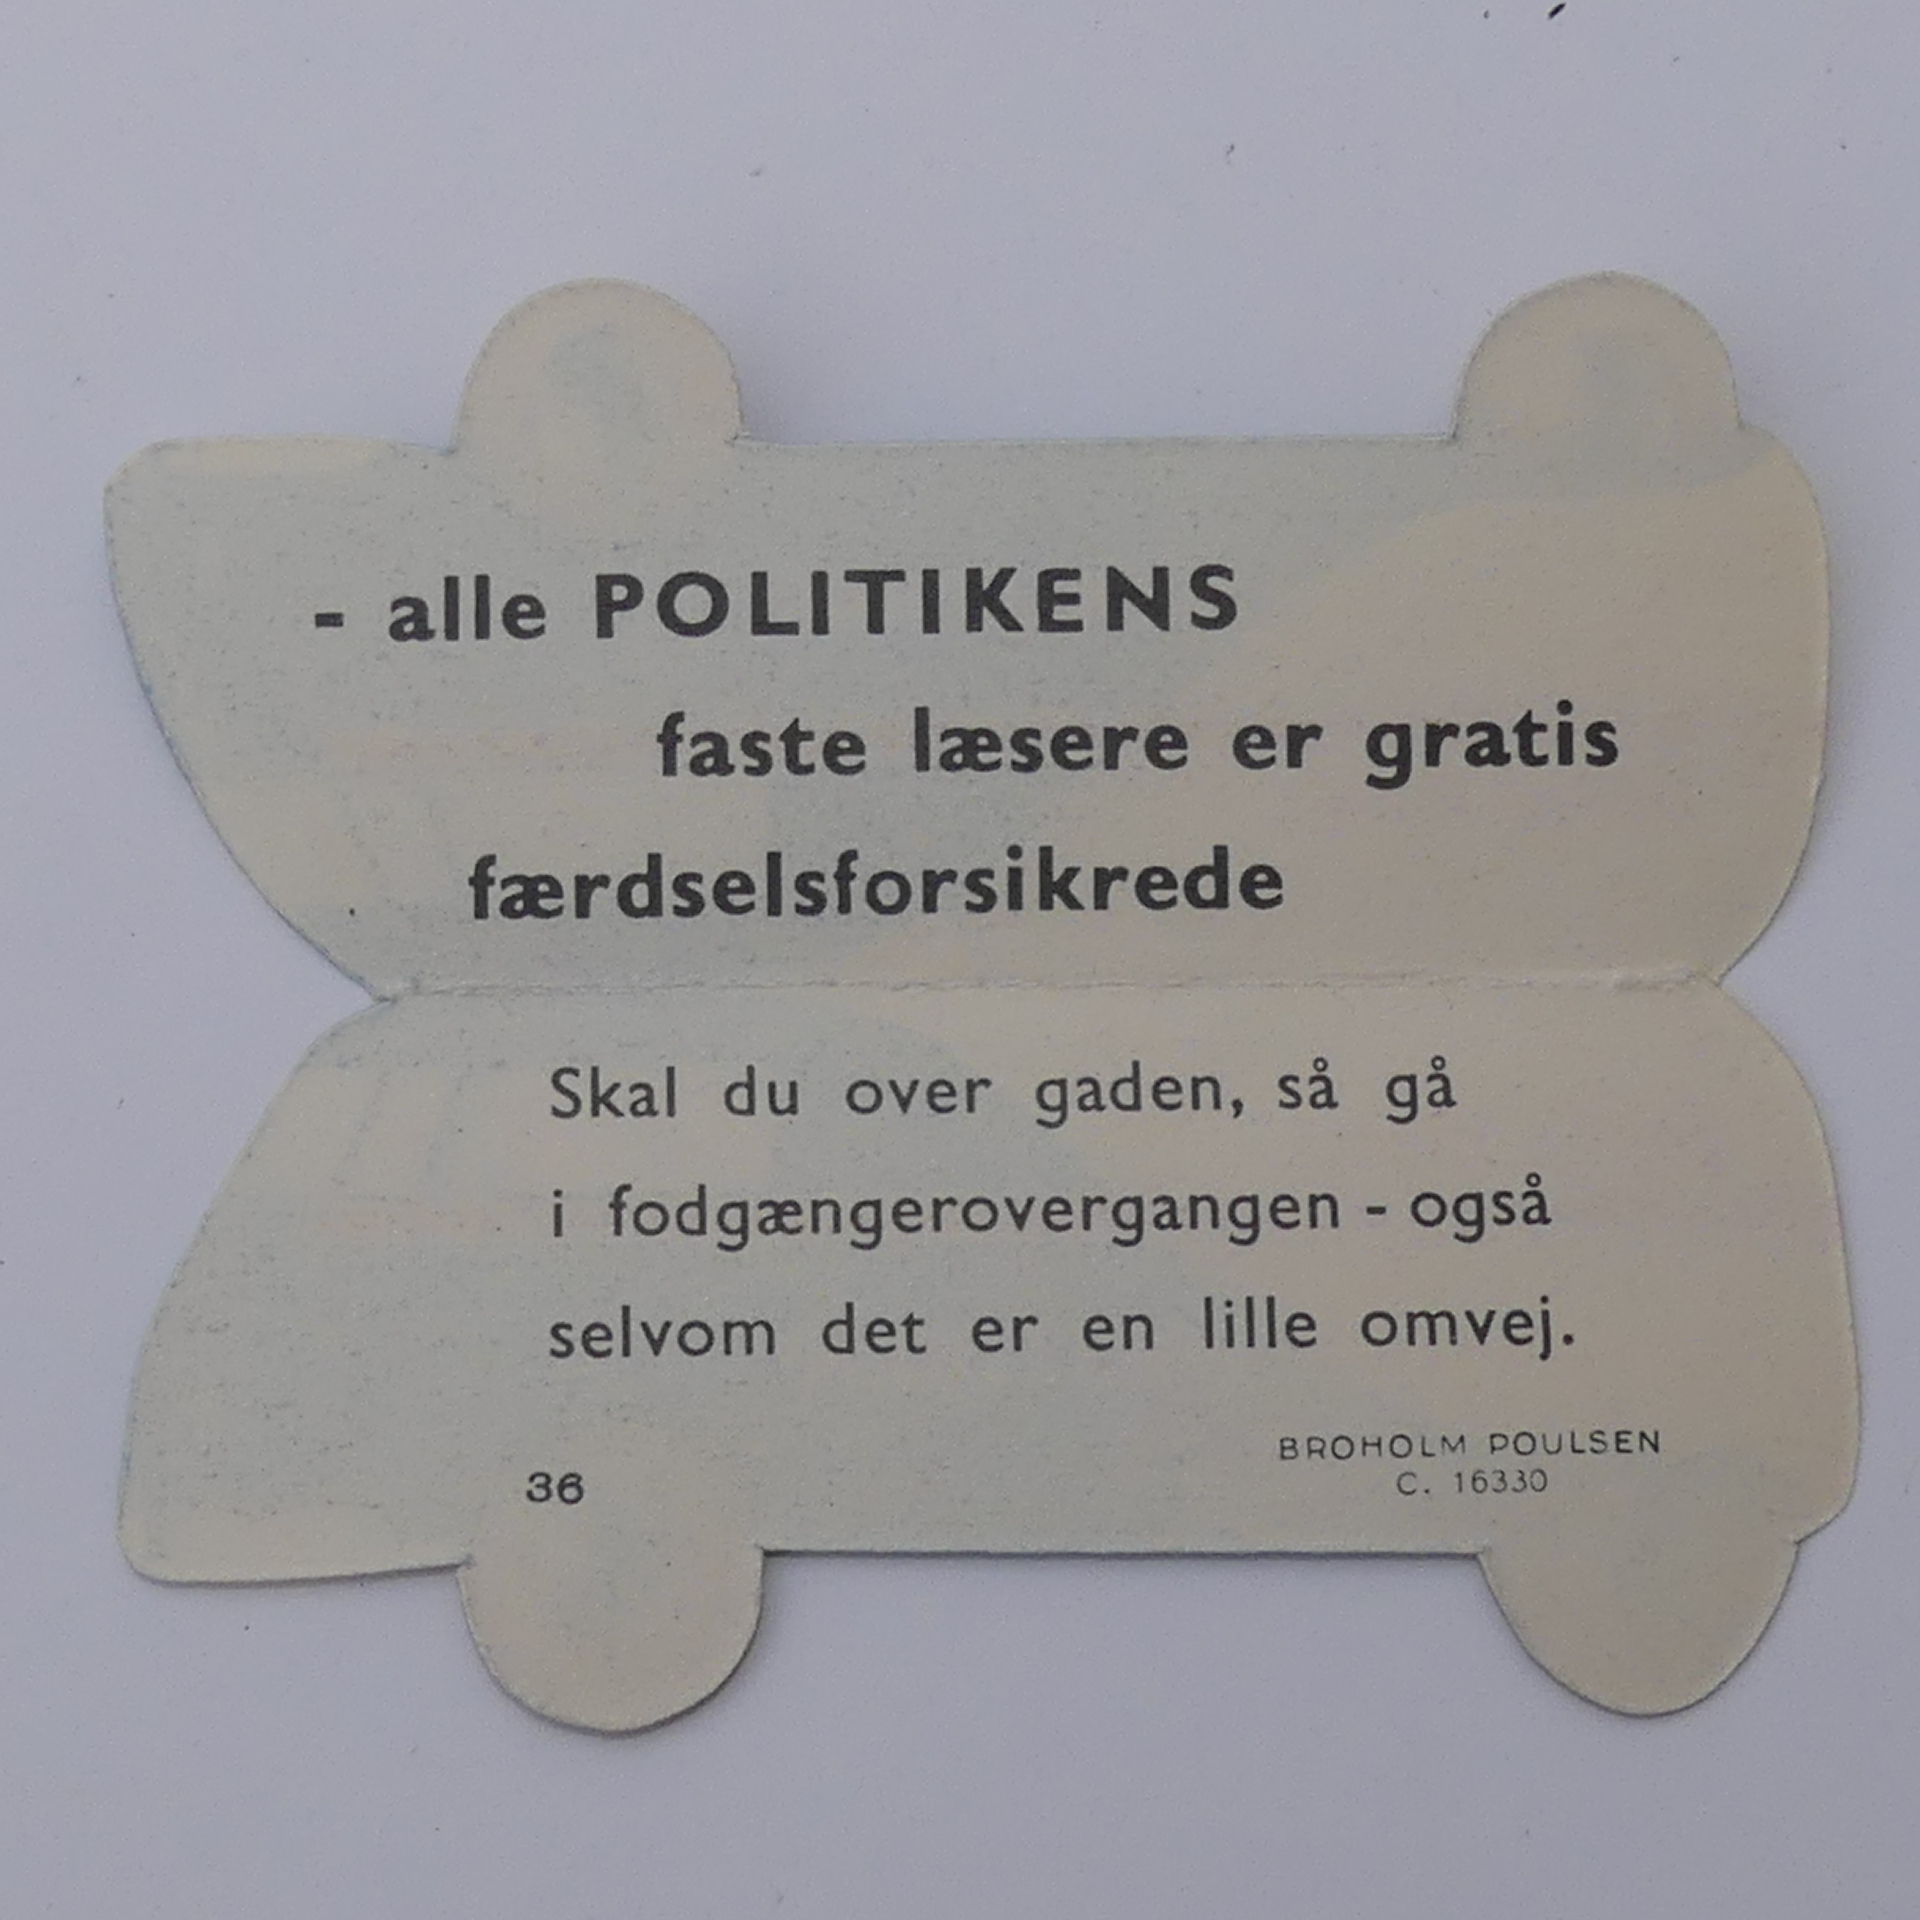 - alle POLITIKENS
faste læsere er gratis
færdselsforsikrede
Skal du over gaden, så gå
i fodgængerovergangen - også
selvom det er en lille omvej.
BROHOLM POULSEN
C. 16330
36